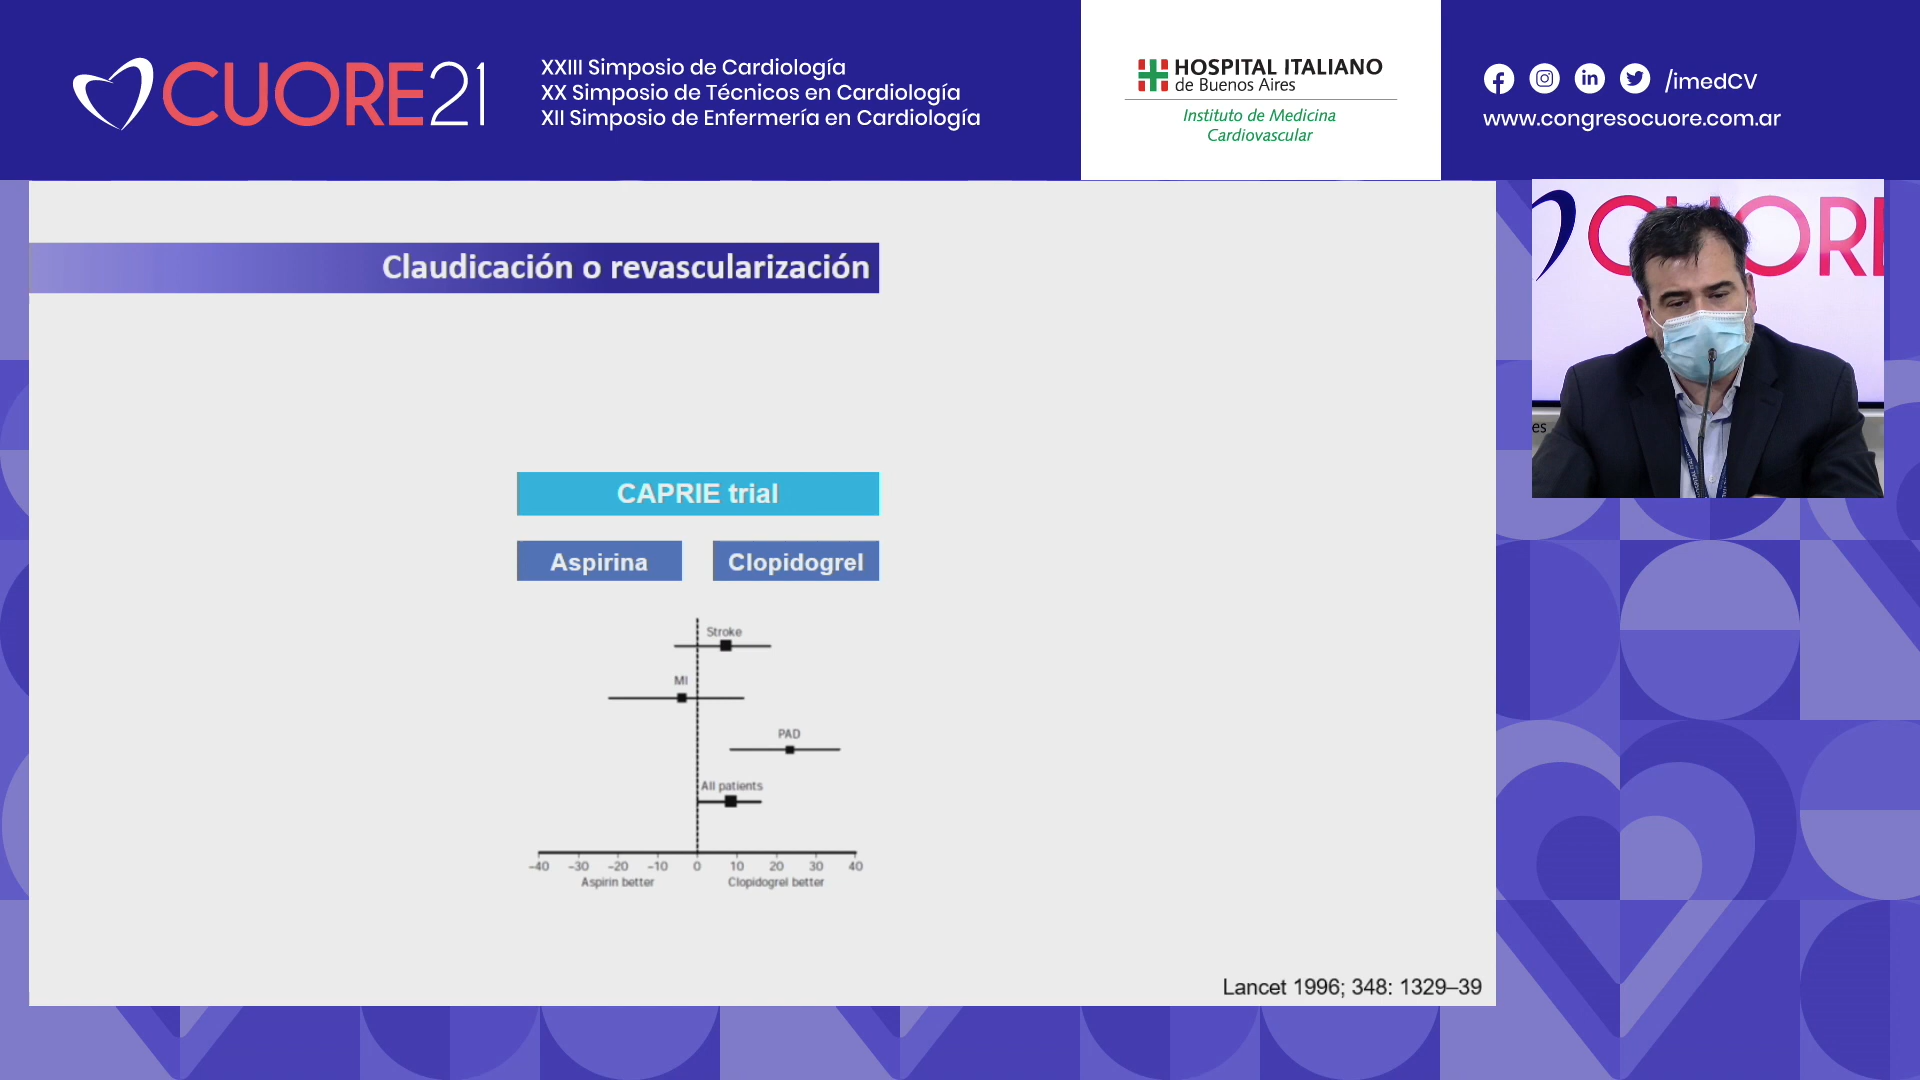 CUORE21
XXIII Simposio de Cardiología
XX Simposio de Técnicos en Cardiología
XII Simposio de Enfermería en Cardiología
HOSPITAL ITALIANO
de Buenos Aires
Instituto de Medicina
Cardiovascular
/imedCV
www.congresocuore.com.ar
Claudicación o revascularización
CUORE
es
CAPRIE trial
Aspirina Clopidogrel
Stroke
MI
PAD
All patients
−40 −30 −20 −10 0 10 20 30 40
Aspirin better Clopidogrel better
Lancet 1996; 348: 1329–39